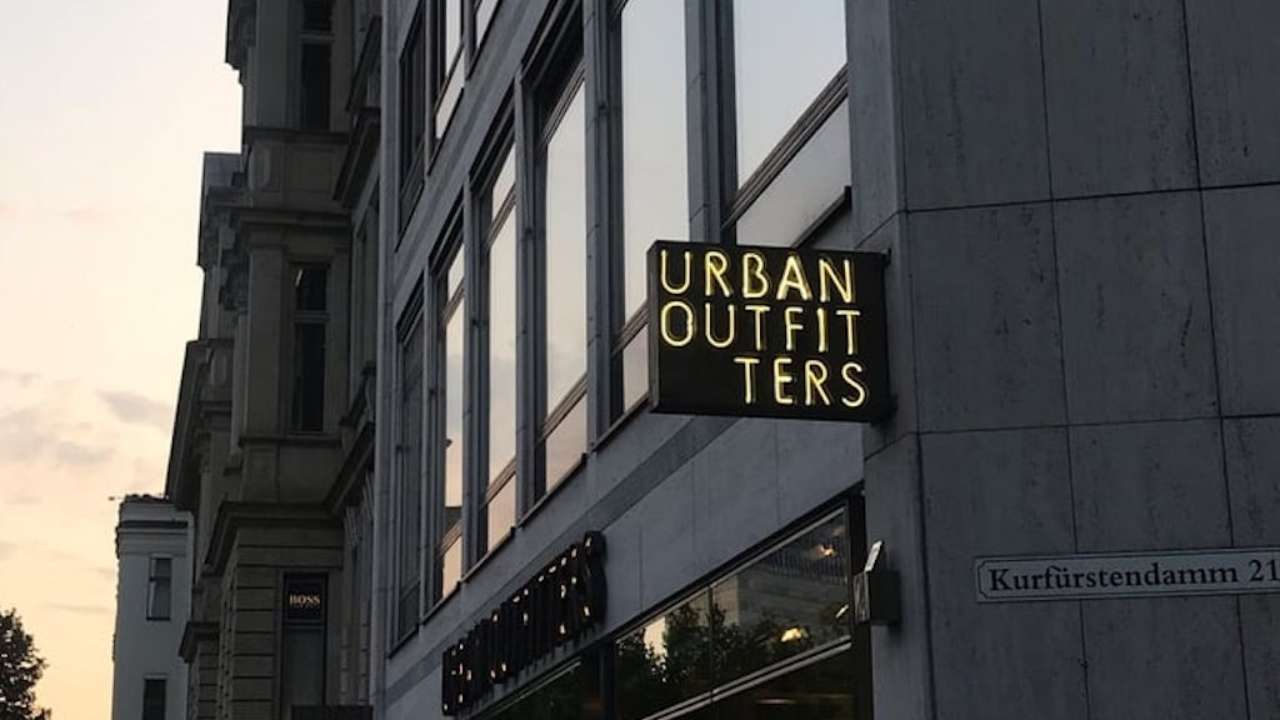 URBAN
OUTFIT
TERS
BOSS
Kurfürstendamm 21